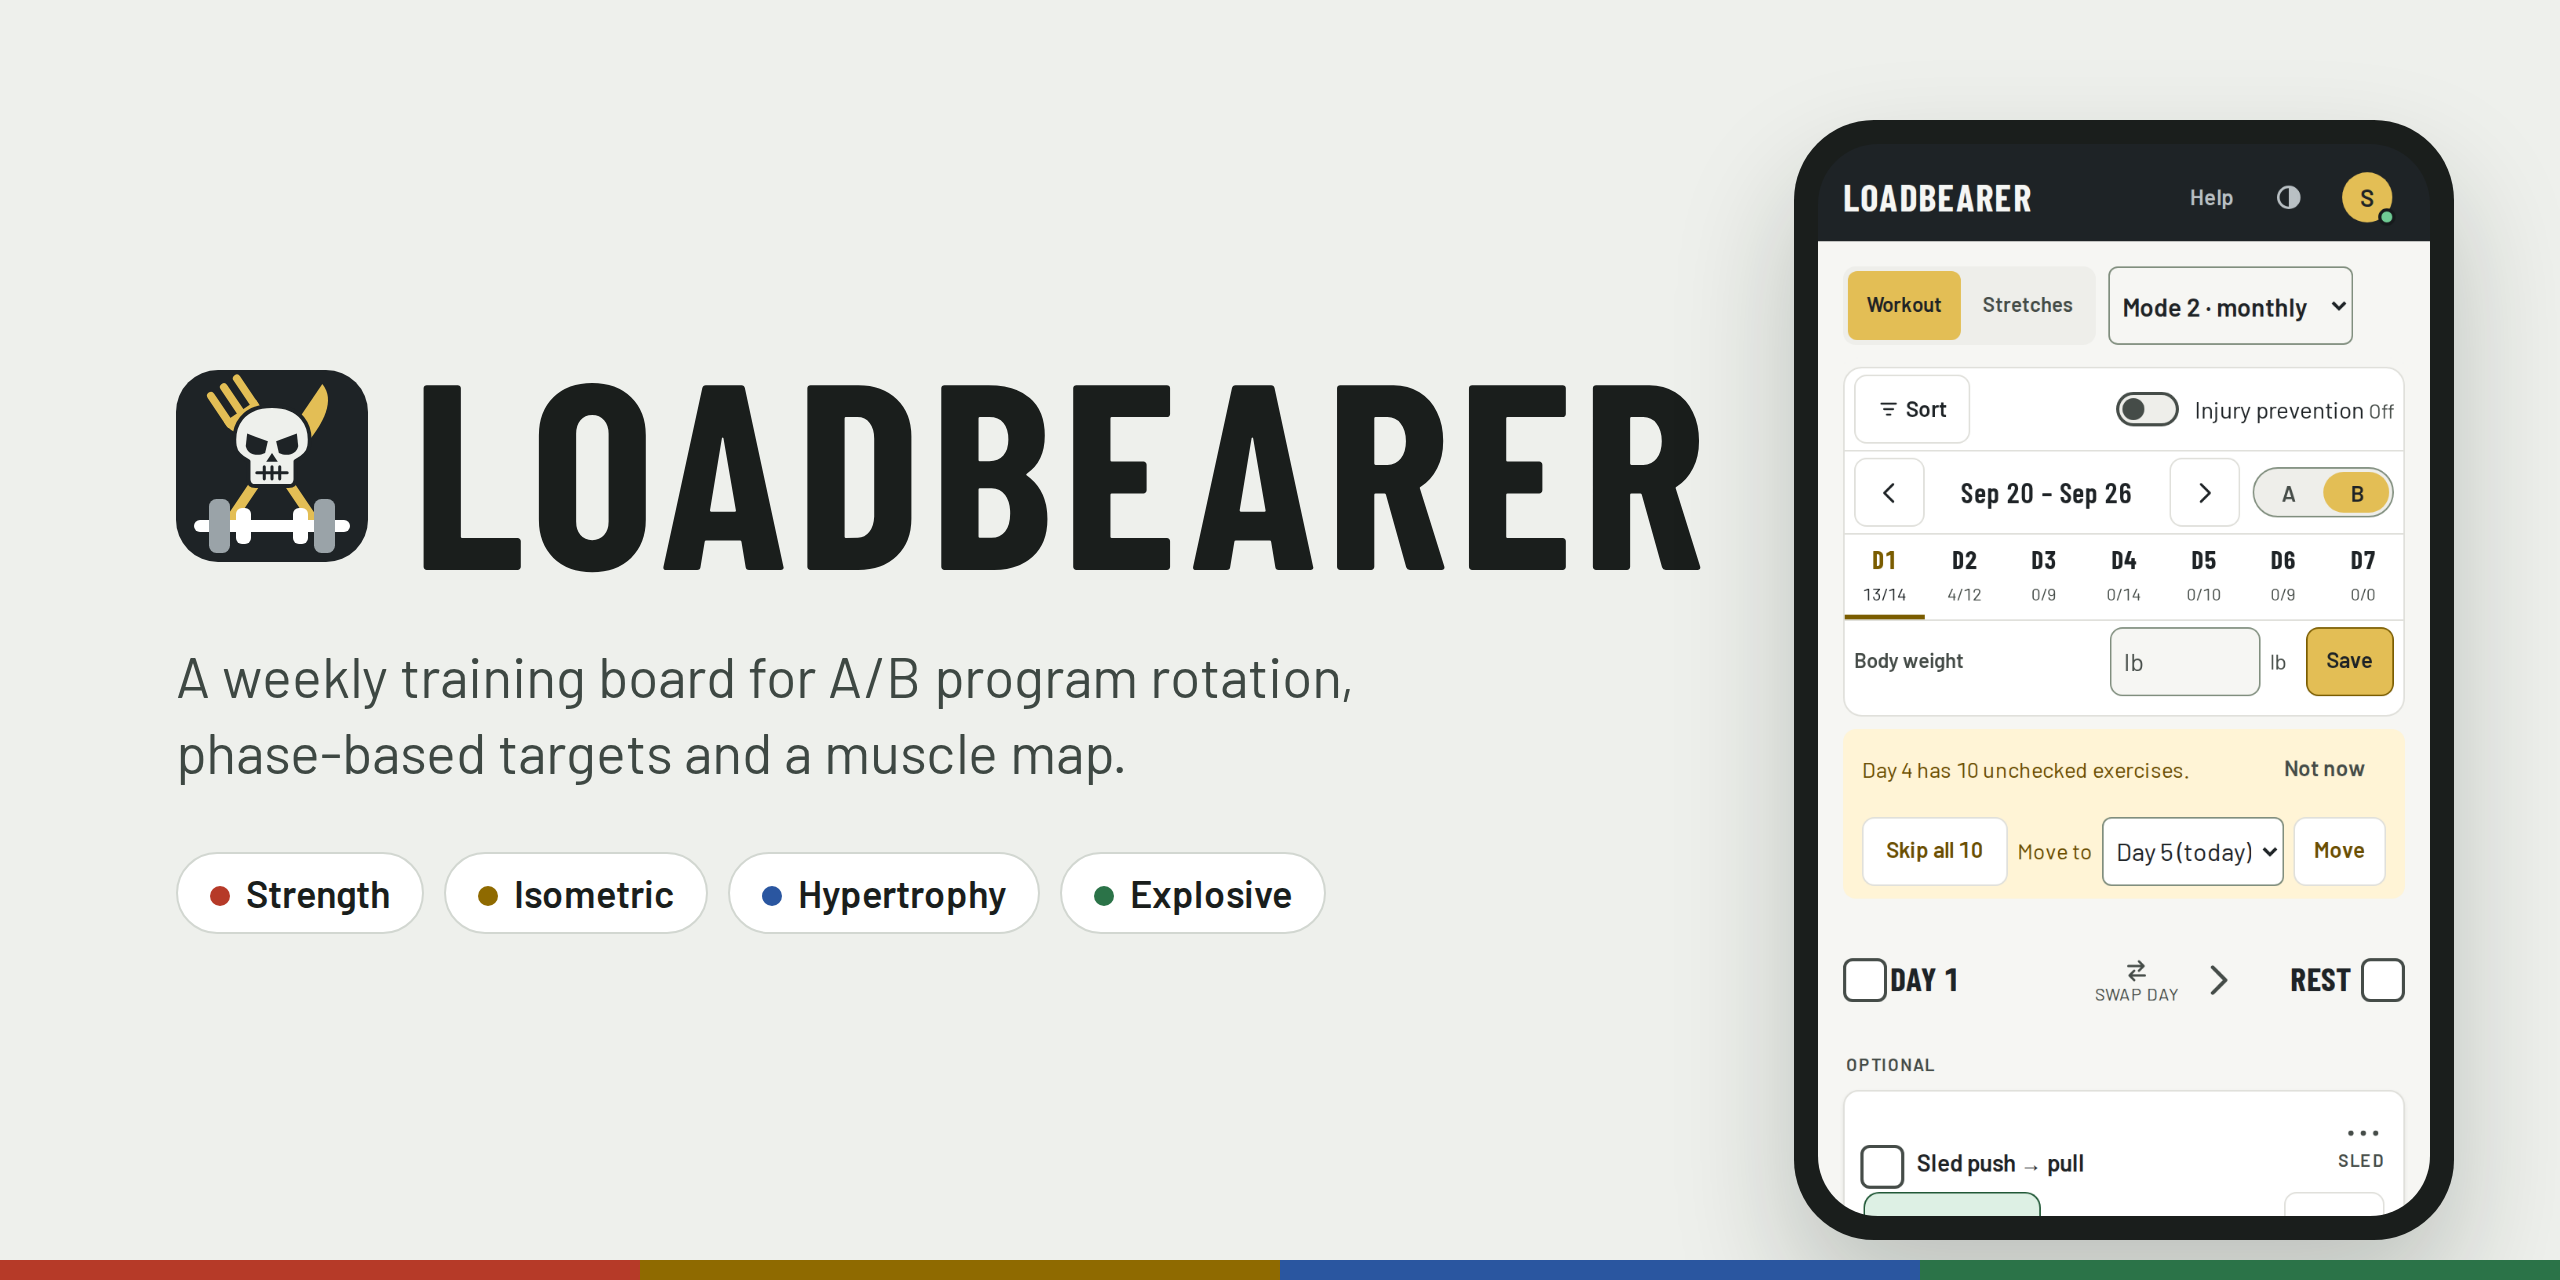 LOADBEARER
A weekly training board for A/B program rotation,
phase-based targets and a muscle map.
Strength
Isometric
Hypertrophy
Explosive
LOADBEARER
Help
S
Workout
Stretches
Mode 2 · monthly
Sort
Injury prevention Off
Sep 20 – Sep 26
A
B
D1
D2
D3
D4
D5
D6
D7
13/14
4/12
0/9
0/14
0/10
0/9
0/0
Body weight
lb
lb
Save
Day 4 has 10 unchecked exercises.
Not now
Skip all 10
Move to
Day 5 (today)
Move
DAY 1
SWAP DAY
REST
OPTIONAL
Sled push → pull
SLED